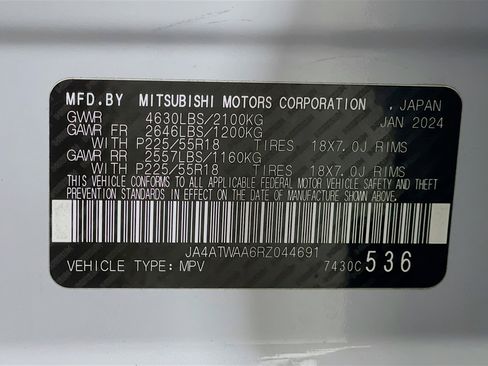 MFD.BY MITSUBISHI MOTORS CORPORATION , JAPAN
GVWR 4630LBS/2100KG JAN 2024
GAWR FR 2646LBS/1200KG
WITH P225/55R18 TIRES 18X7.0J RIMS
GAWR RR 2557LBS/1160KG
WITH P225/55R18 TIRES 18X7.0J RIMS
THIS VEHICLE CONFORMS TO ALL APPLICABLE FEDERAL MOTOR VEHICLE SAFETY AND THEFT
PREVENTION STANDARDS IN EFFECT ON THE DATE OF MANUFACTURE SHOWN ABOVE.
JA4ATWAA6RZ044691
VEHICLE TYPE: MPV 7430C 536